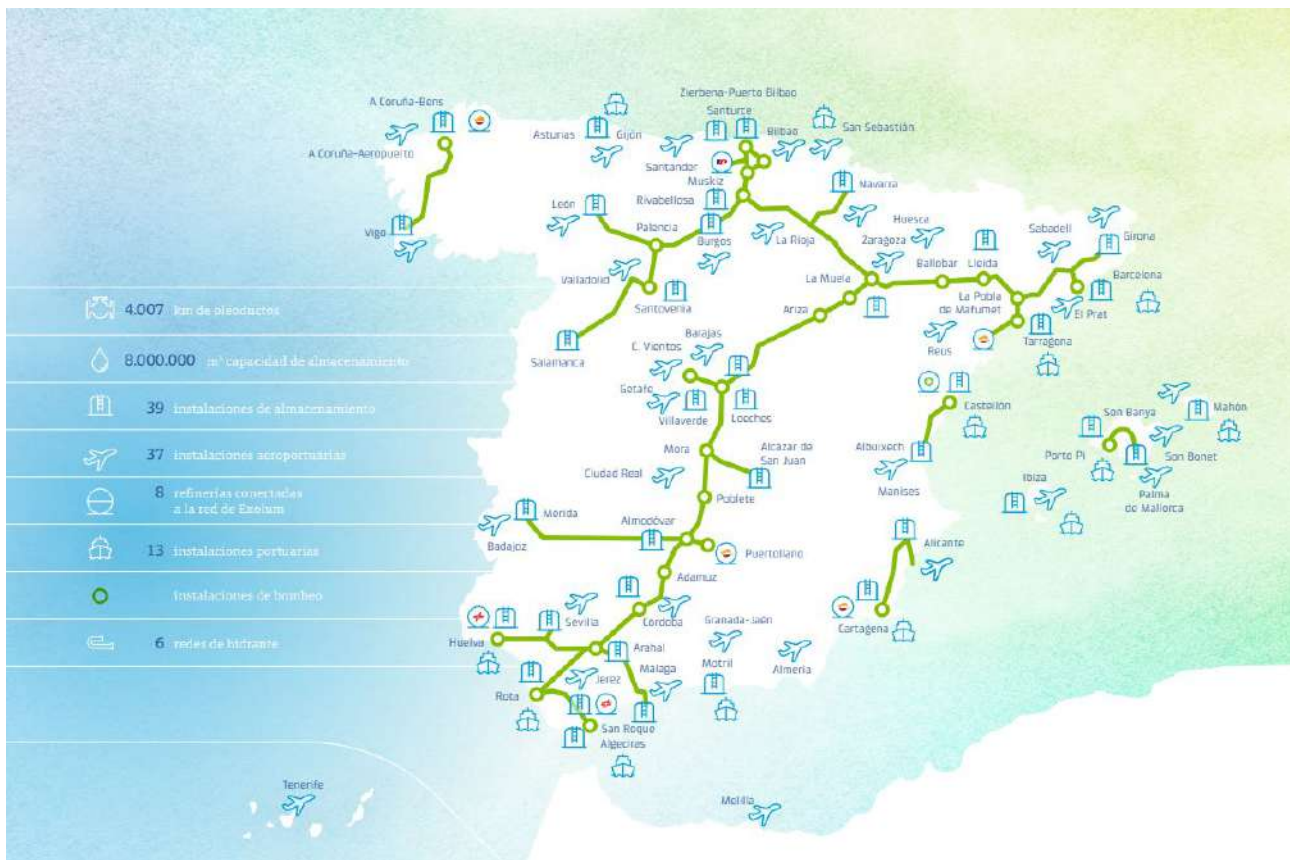 Zierbena-Puerto Bilbao
A Coruña-Bens
Santurce
Asturias
Gijón
Bilbao
San Sebastián
A Coruña-Aeropuerto
Santander
Muskiz
Navarra
León
Rivabellosa
Huesca
Vigo
Palencia
Burgos
La Rioja
Zaragoza
Sabadell
Girona
Valladolid
La Muela
Ballobar
Lleida
Barcelona
Santovenia
Ariza
La Pobla
de Mafumet
El Prat
Salamanca
Barajas
C. Vientos
Reus
Tarragona
Getafe
Villaverde
Loeches
Castellón
Son Banya
Mahón
Mora
Alcázar de
San Juan
Albuixech
Porto Pi
Son Bonet
Ciudad Real
Manises
Ibiza
Palma
de Mallorca
Poblete
Mérida
Almodóvar
Badajoz
Puertollano
Alicante
Adamuz
Sevilla
Córdoba
Granada-Jaén
Cartagena
Huelva
Arahal
Málaga
Motril
Almería
Rota
Jerez
San Roque
Algeciras
Tenerife
Melilla
4.007 km de oleoductos
8.000.000 m³ capacidad de almacenamiento
39 instalaciones de almacenamiento
37 instalaciones aeroportuarias
8 refinerías conectadas
a la red de Exolum
13 instalaciones portuarias
Instalaciones de bombeo
6 redes de hidrante